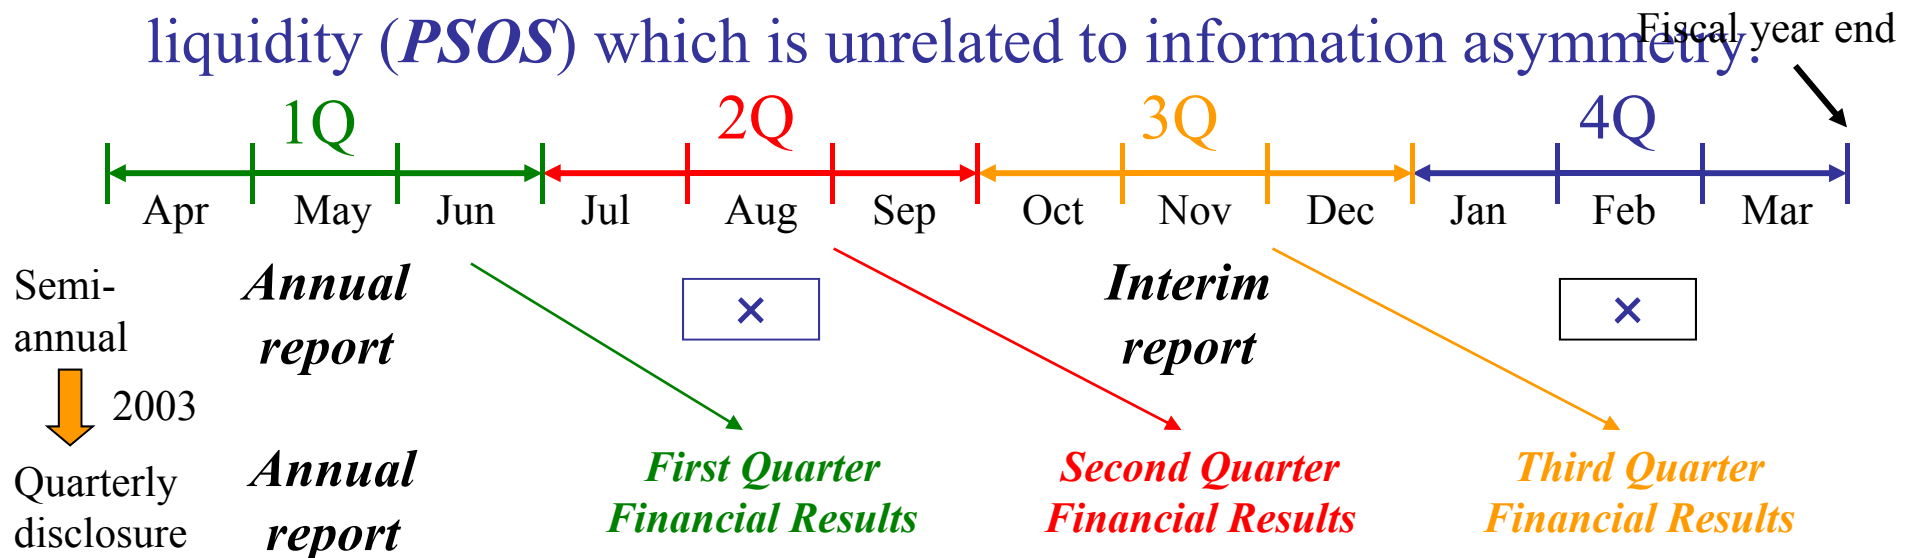 liquidity (PSOS) which is unrelated to information asymmetry.
Fiscal year end
1Q 2Q 3Q 4Q
Apr May Jun Jul Aug Sep Oct Nov Dec Jan Feb Mar
Semi-
annual
Annual
report
×
Interim
report
×
2003
Quarterly
disclosure
Annual
report
First Quarter
Financial Results
Second Quarter
Financial Results
Third Quarter
Financial Results